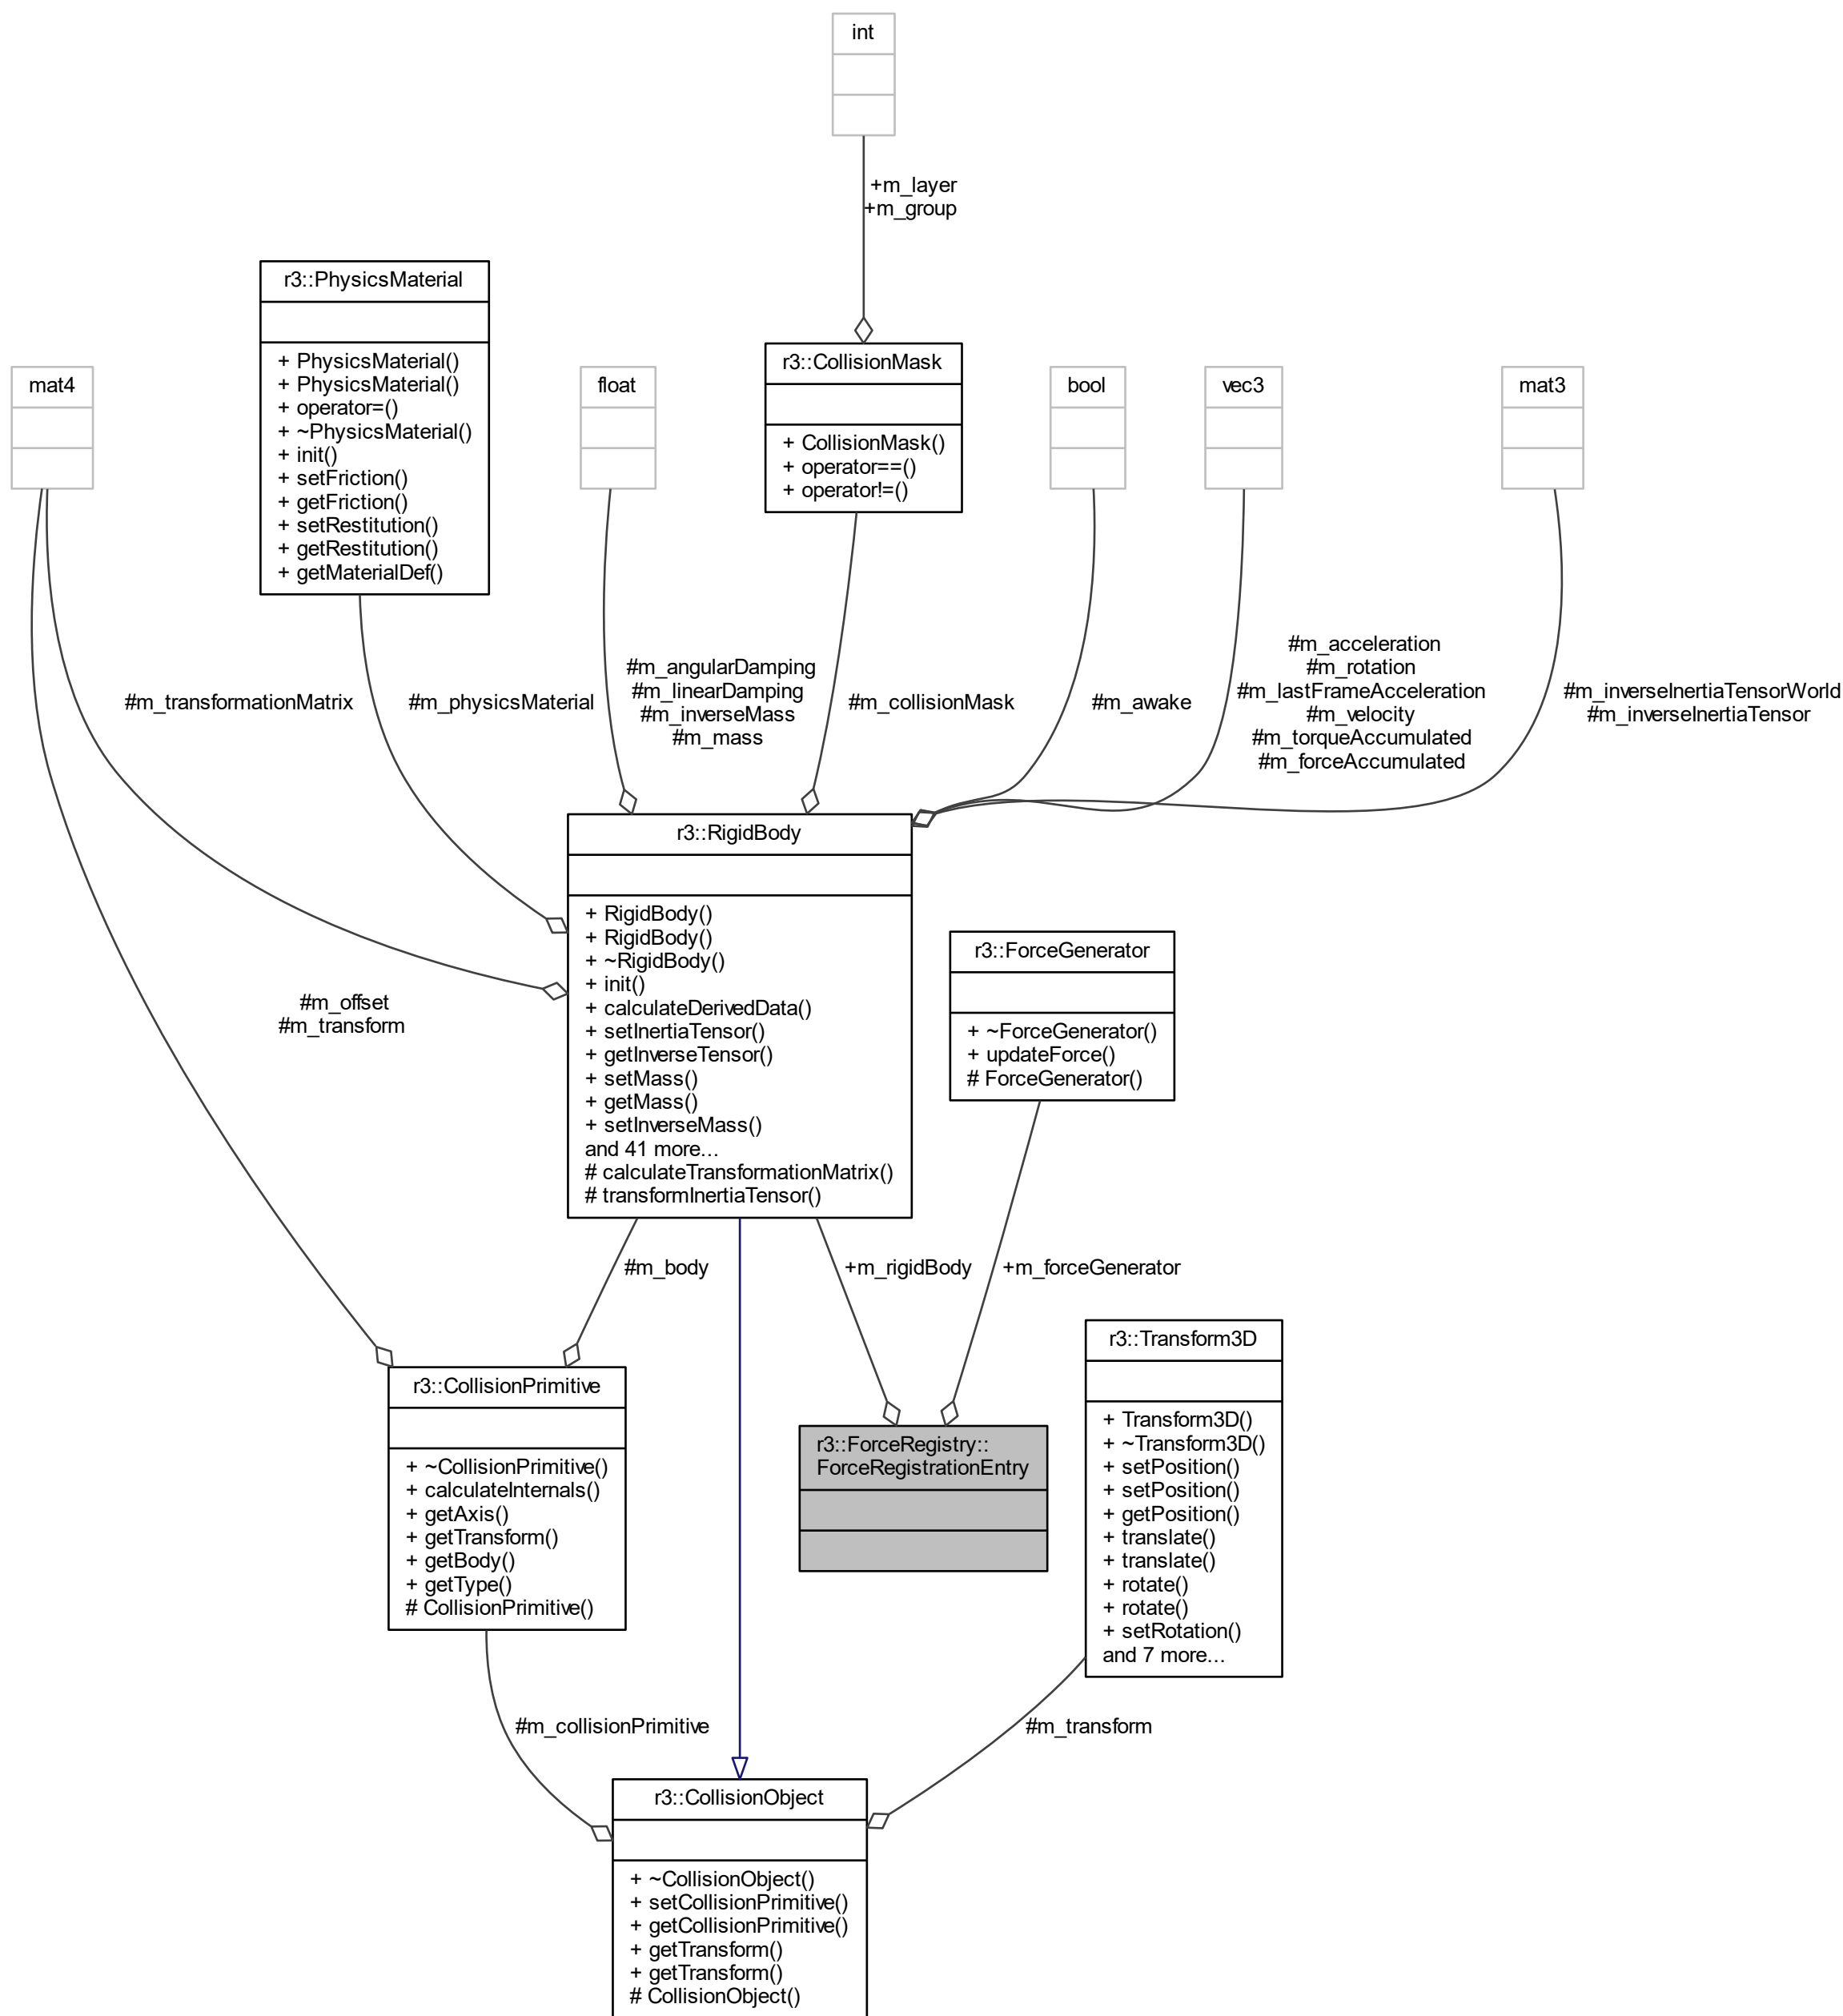 int
+m_layer
+m_group
r3::PhysicsMaterial
+ PhysicsMaterial()
+ PhysicsMaterial()
+ operator=()
+ ~PhysicsMaterial()
+ init()
+ setFriction()
+ getFriction()
+ setRestitution()
+ getRestitution()
+ getMaterialDef()
r3::CollisionMask
+ CollisionMask()
+ operator==()
+ operator!=()
mat4
float
bool
vec3
mat3
#m_transformationMatrix
#m_physicsMaterial
#m_angularDamping
#m_linearDamping
#m_inverseMass
#m_mass
#m_collisionMask
#m_awake
#m_acceleration
#m_rotation
#m_lastFrameAcceleration
#m_velocity
#m_torqueAccumulated
#m_forceAccumulated
#m_inverseInertiaTensorWorld
#m_inverseInertiaTensor
r3::RigidBody
+ RigidBody()
+ RigidBody()
+ ~RigidBody()
+ init()
+ calculateDerivedData()
+ setInertiaTensor()
+ getInverseTensor()
+ setMass()
+ getMass()
+ setInverseMass()
and 41 more...
# calculateTransformationMatrix()
# transformInertiaTensor()
r3::ForceGenerator
+ ~ForceGenerator()
+ updateForce()
# ForceGenerator()
#m_offset
#m_transform
#m_body
+m_rigidBody
+m_forceGenerator
r3::CollisionPrimitive
+ ~CollisionPrimitive()
+ calculateInternals()
+ getAxis()
+ getTransform()
+ getBody()
+ getType()
# CollisionPrimitive()
r3::ForceRegistry::
ForceRegistrationEntry
r3::Transform3D
+ Transform3D()
+ ~Transform3D()
+ setPosition()
+ setPosition()
+ getPosition()
+ translate()
+ translate()
+ rotate()
+ rotate()
+ setRotation()
and 7 more...
#m_collisionPrimitive
#m_transform
r3::CollisionObject
+ ~CollisionObject()
+ setCollisionPrimitive()
+ getCollisionPrimitive()
+ getTransform()
+ getTransform()
# CollisionObject()